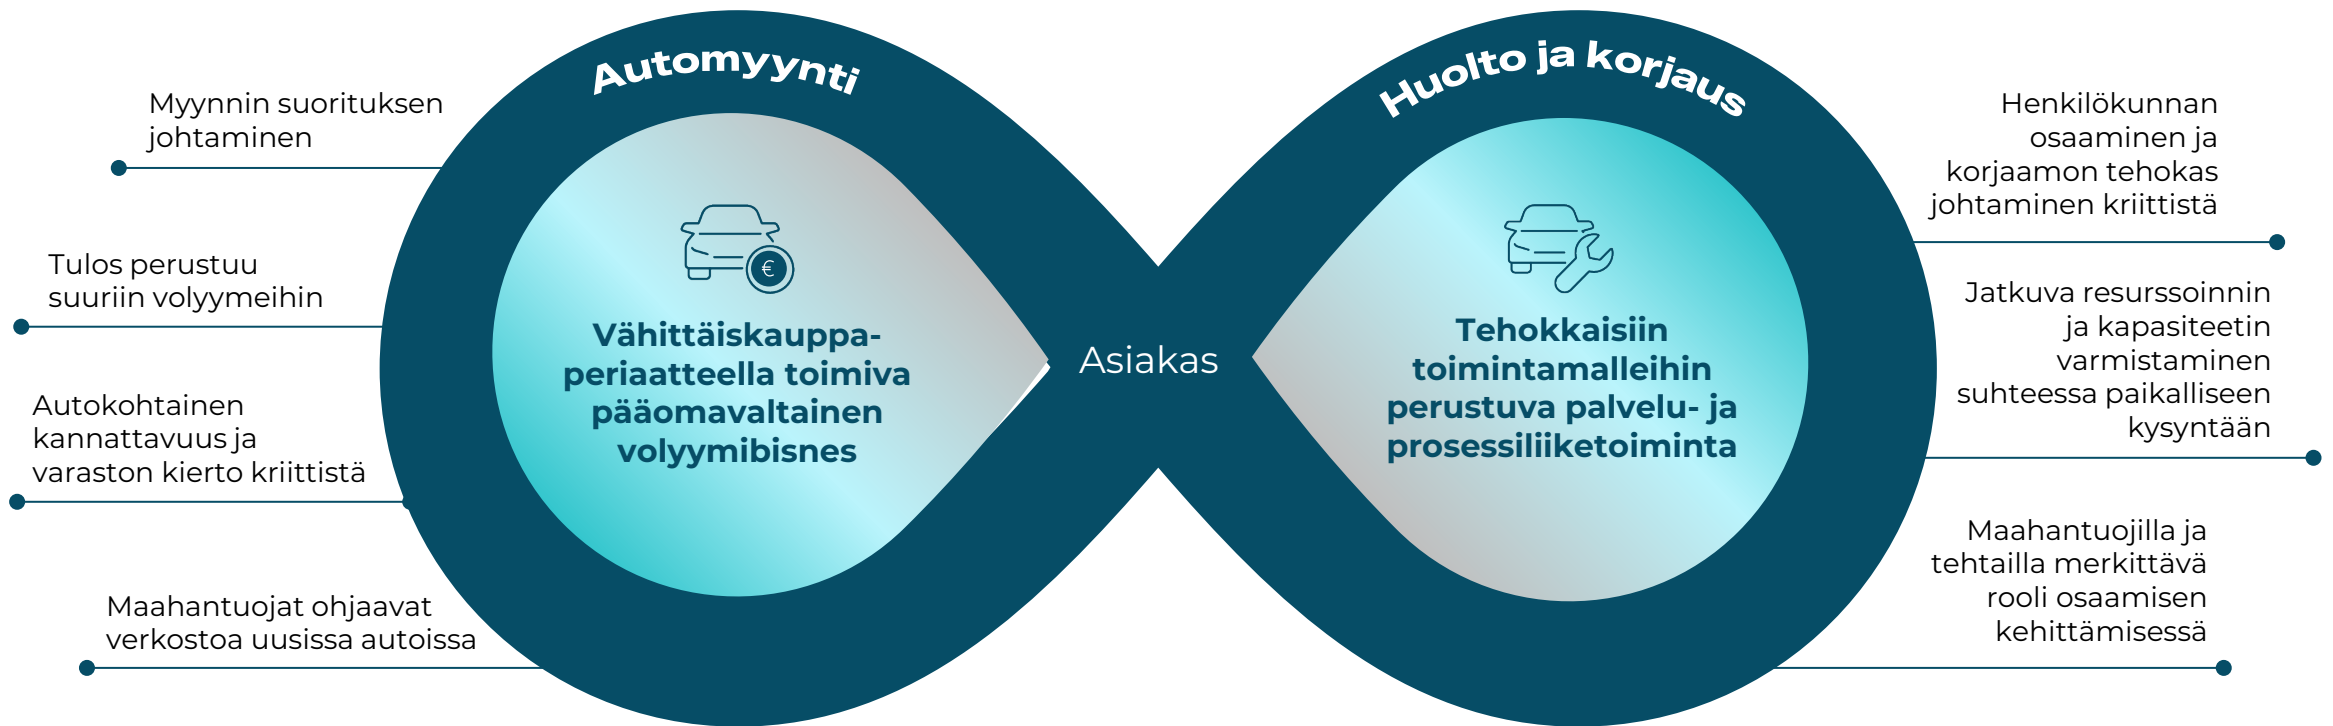 Automyynti
Myynnin suorituksen
johtaminen
Tulos perustuu
suuriin volyymeihin
Autokohtainen
kannattavuus ja
varaston kierto kriittistä
Maahantuojat ohjaavat
verkostoa uusissa autoissa
€
Vähittäiskauppa-
periaatteella toimiva
pääomavaltainen
volyymibisnes
Asiakas
Huolto ja korjaus
Tehokkaisiin
toimintamalleihin
perustuva palvelu- ja
prosessiliiketoiminta
Henkilökunnan
osaaminen ja
korjaamon tehokas
johtaminen kriittistä
Jatkuva resurssoinnin
ja kapasiteetin
varmistaminen
suhteessa paikalliseen
kysyntään
Maahantuojilla ja
tehtailla merkittävä
rooli osaamisen
kehittämisessä